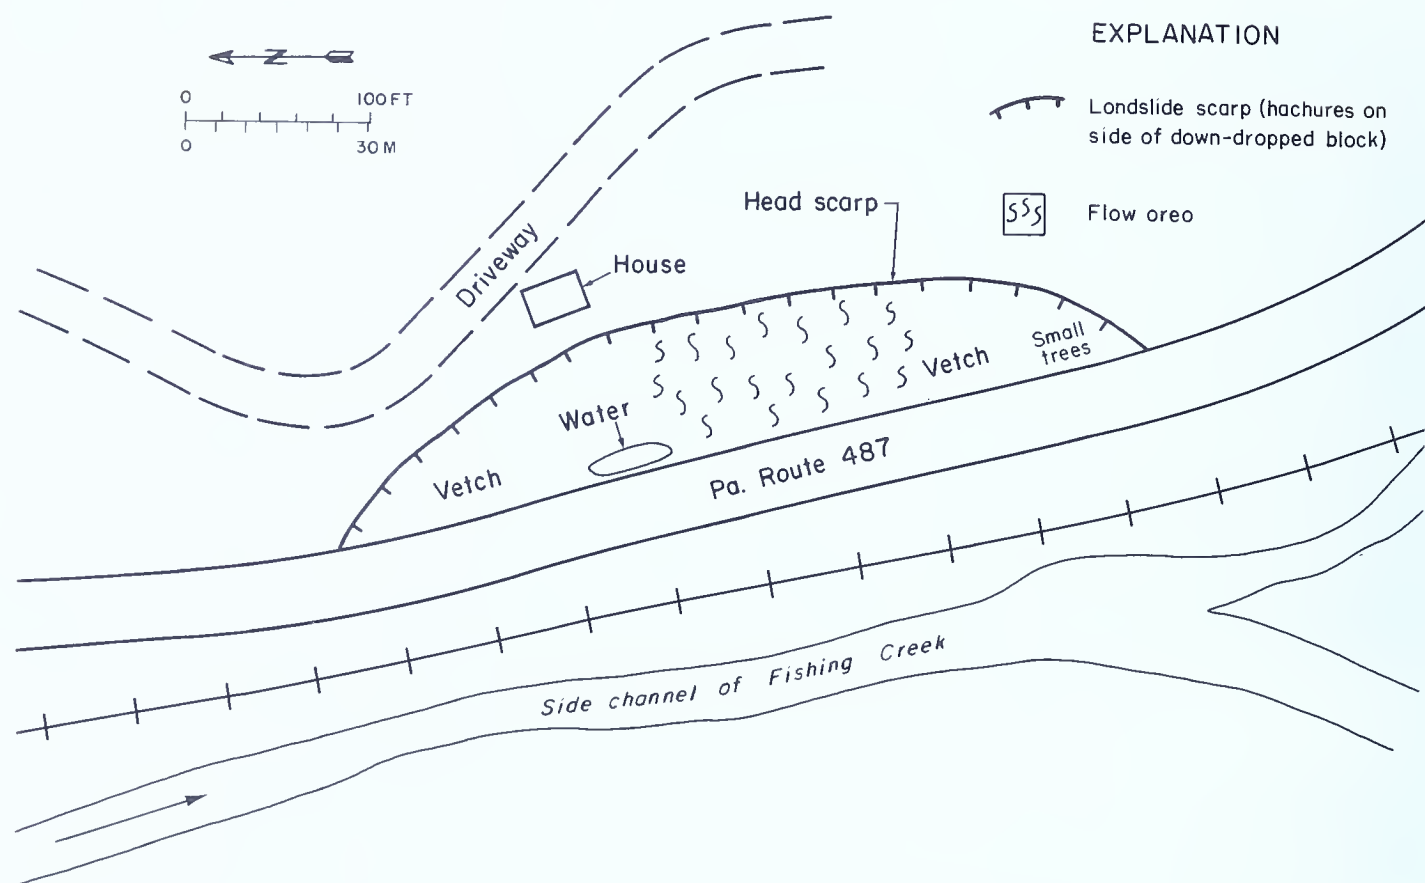 EXPLANATION
N
0 100 FT
0 30 M
Londslide scarp (hachures on
side of down-dropped block)
Head scarp
SSS
Flow oreo
Driveway
House
Small
trees
Vetch
Water
Vetch
Pa. Route 487
Side channel of Fishing Creek